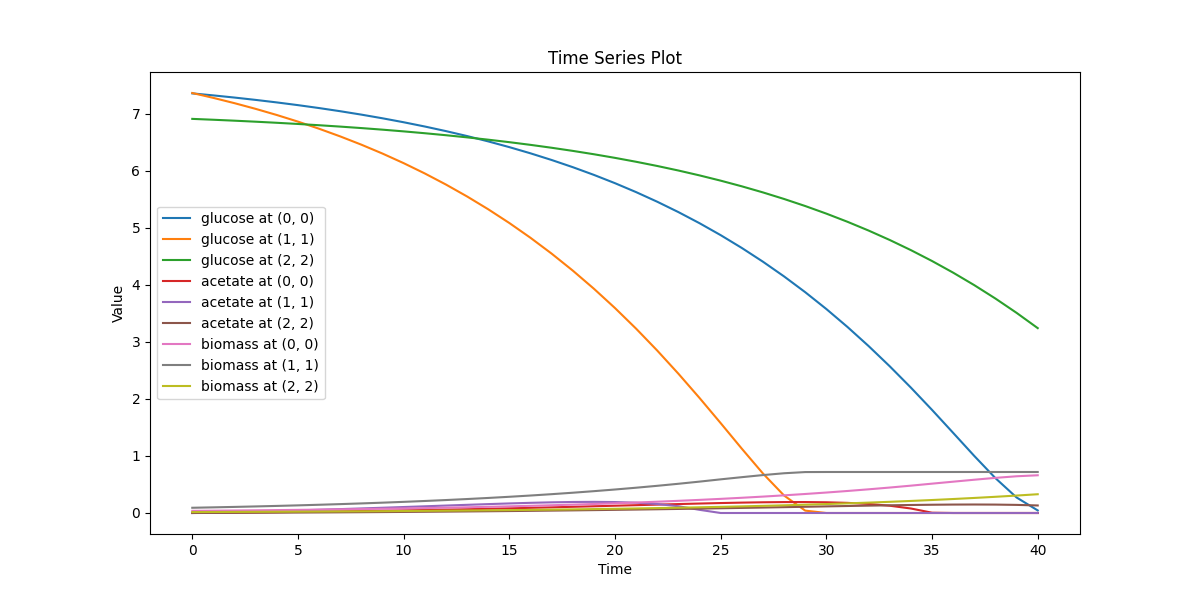 Time Series Plot
Value
7
6
5
4
3
2
1
0
glucose at (0, 0)
glucose at (1, 1)
glucose at (2, 2)
acetate at (0, 0)
acetate at (1, 1)
acetate at (2, 2)
biomass at (0, 0)
biomass at (1, 1)
biomass at (2, 2)
0 5 10 15 20 25 30 35 40
Time